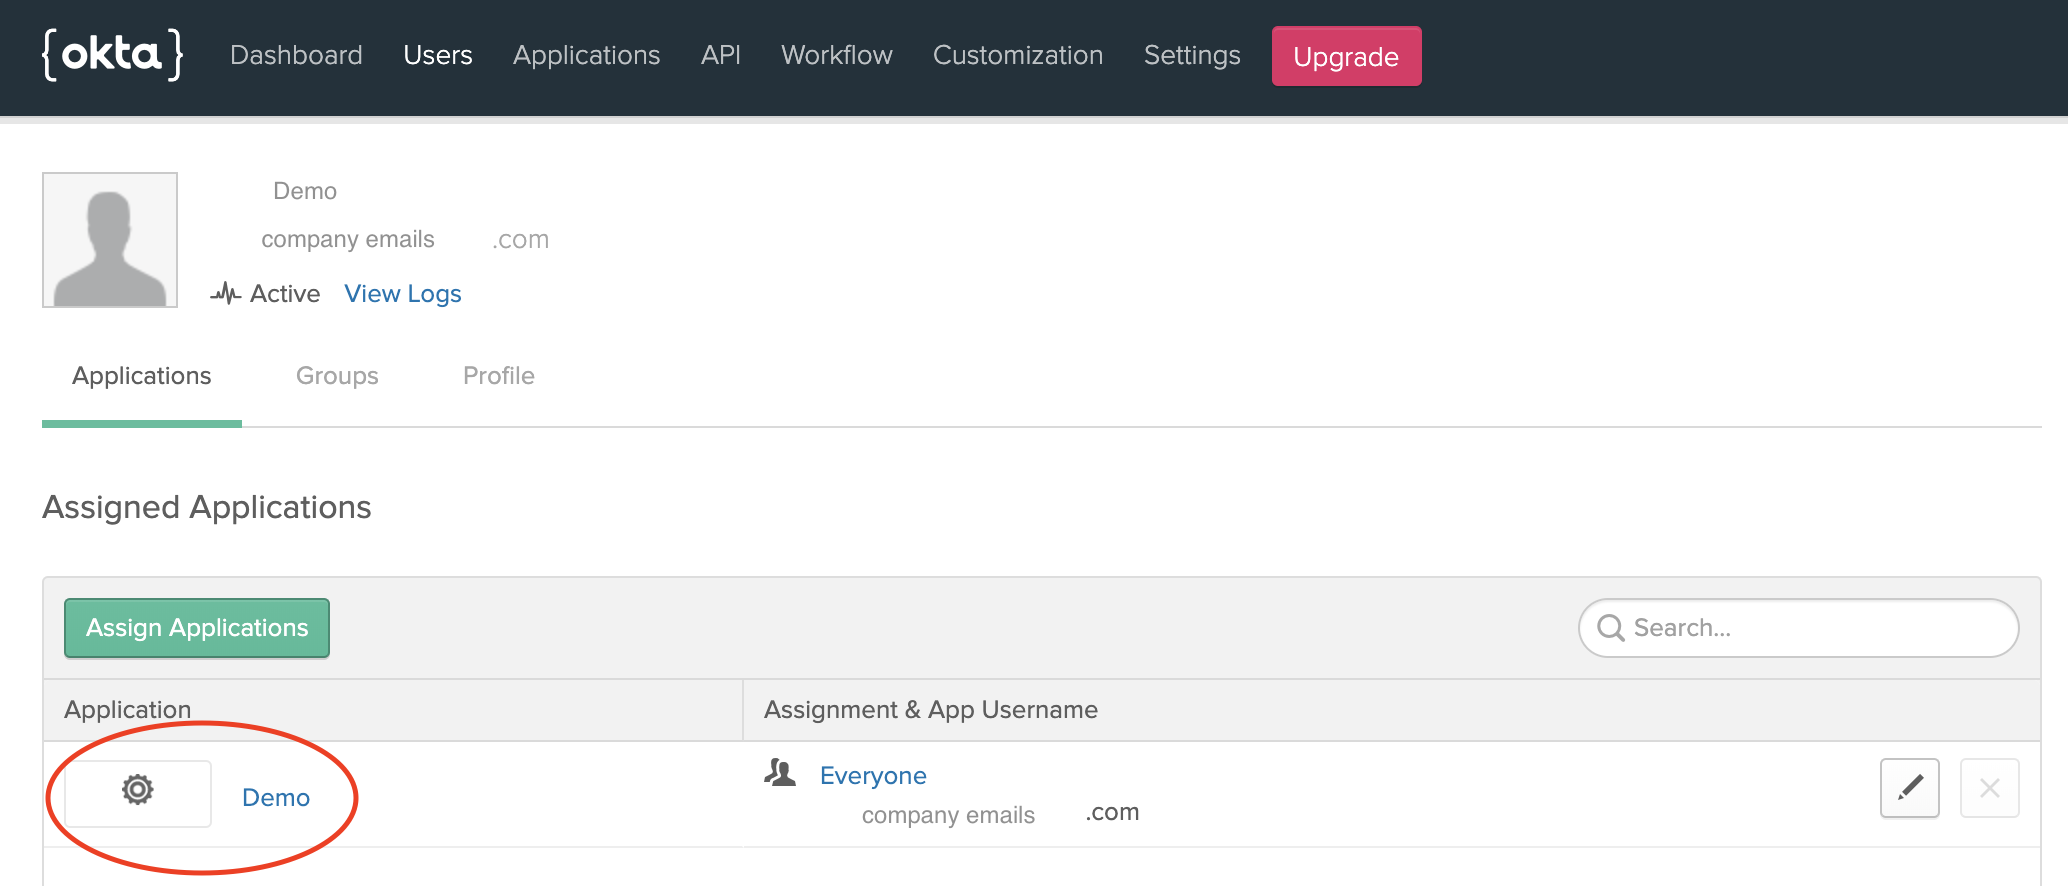 {okta} Dashboard Users Applications API Workflow Customization Settings Upgrade
Demo
company emails .com
Active View Logs
Applications Groups Profile
Assigned Applications
Assign Applications Search...
Application Assignment & App Username
Demo Everyone
company emails .com